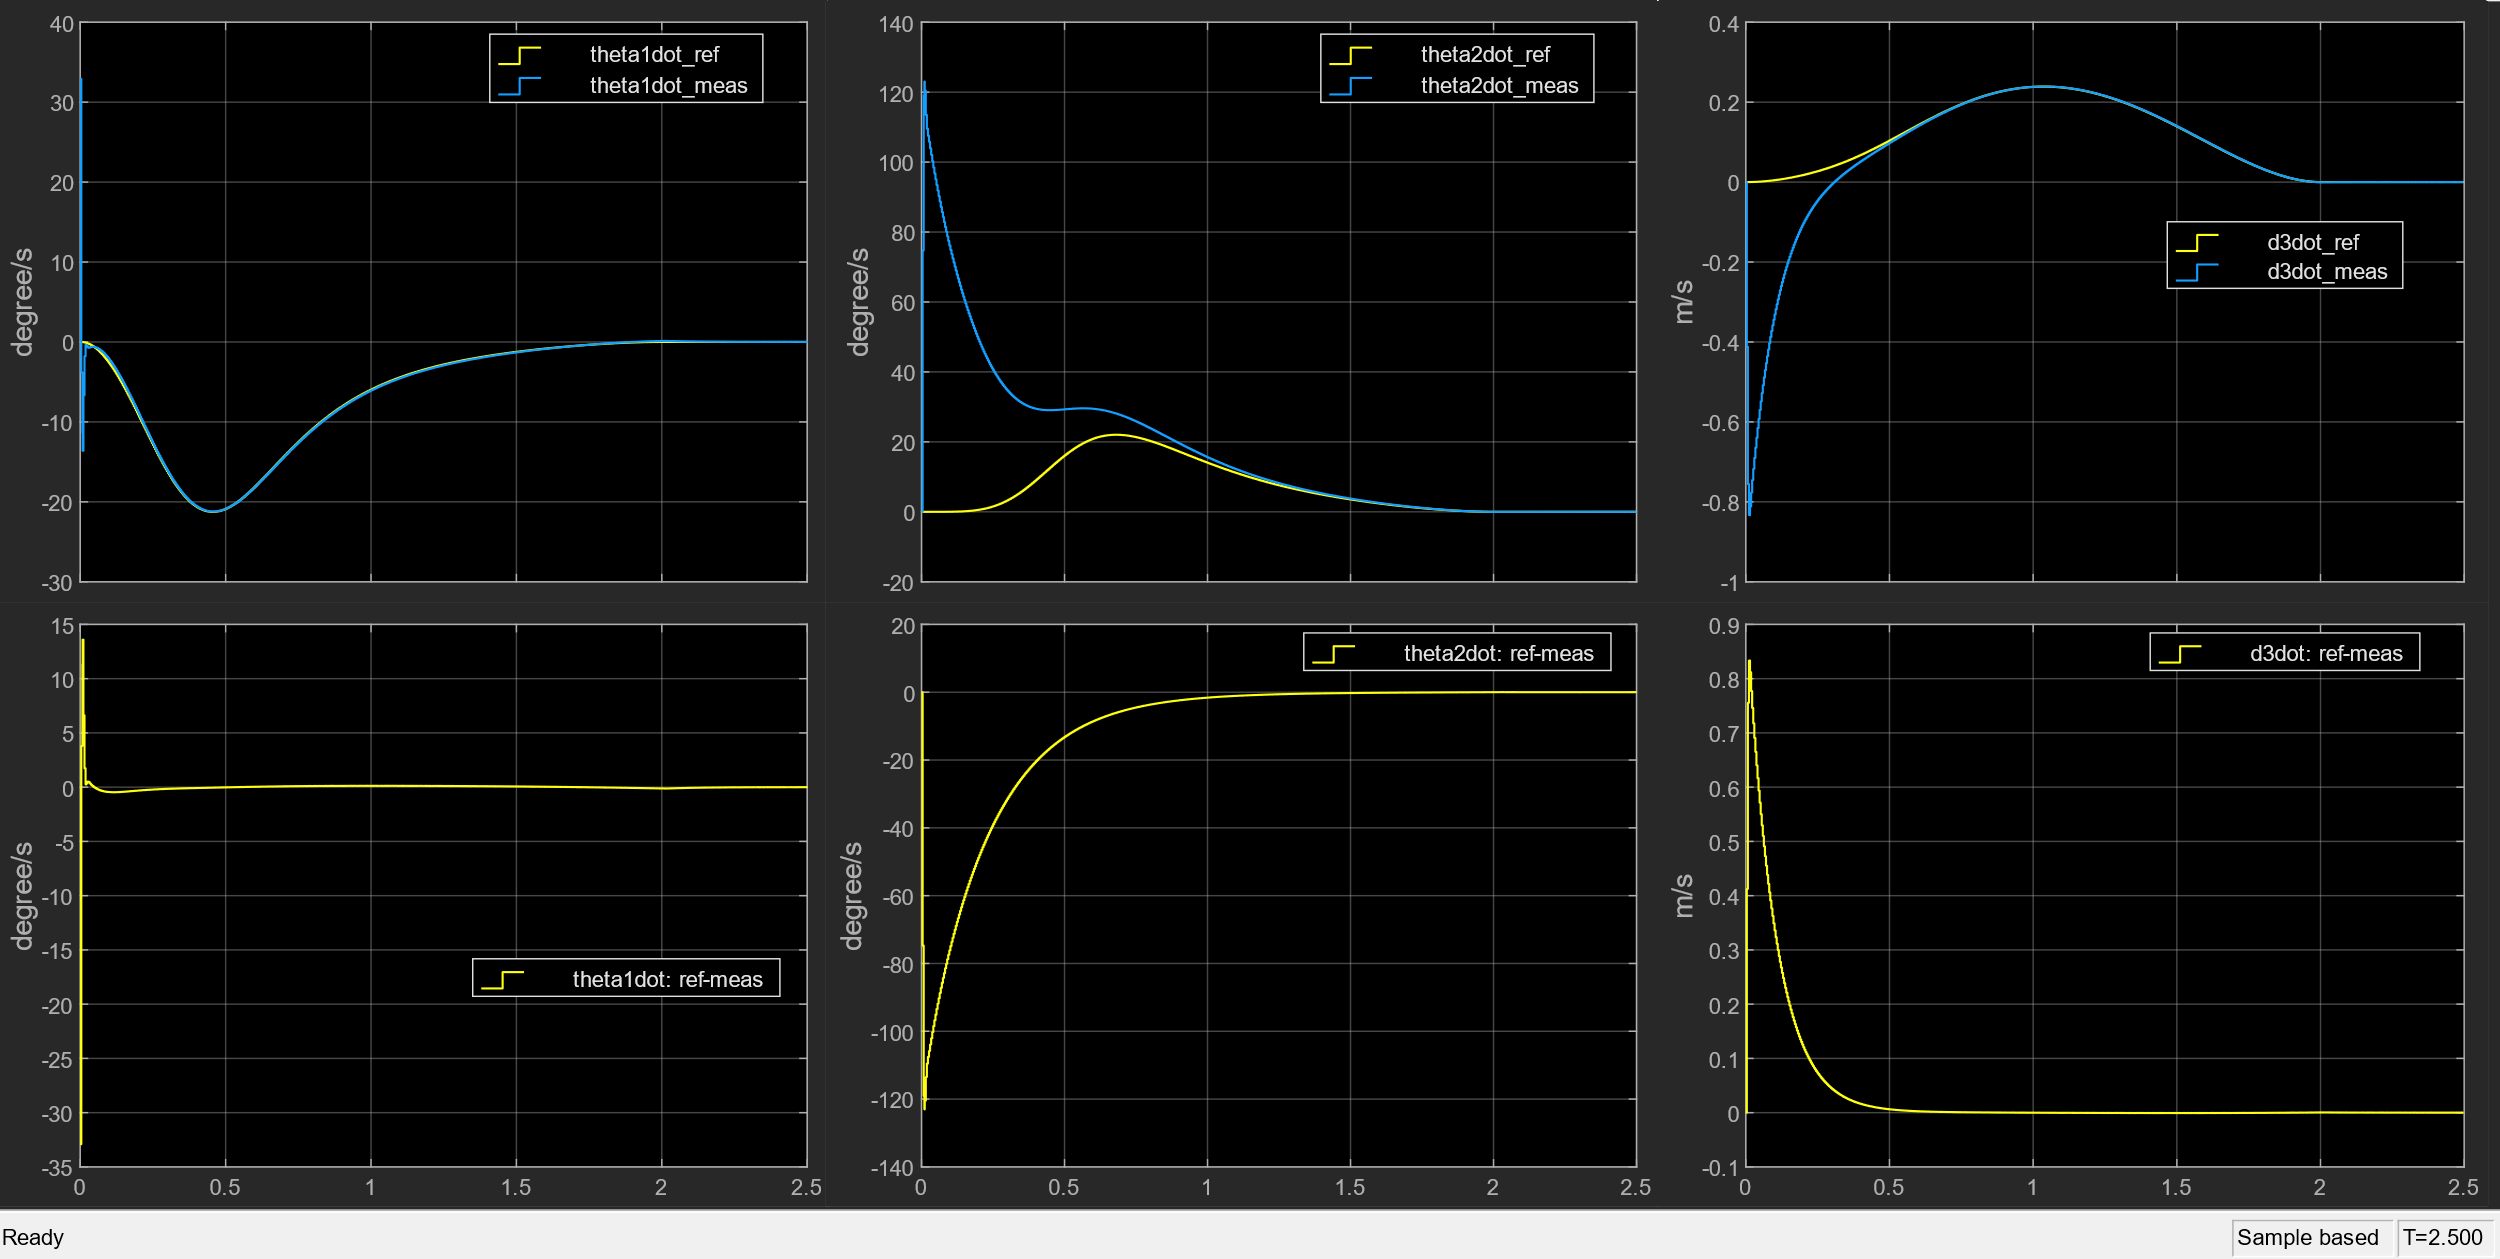 40
30
20
10
0
-10
-20
-30
degree/s
theta1dot_ref
theta1dot_meas
140
120
100
80
60
40
20
0
-20
degree/s
theta2dot_ref
theta2dot_meas
0.4
0.2
0
-0.2
-0.4
-0.6
-0.8
-1
m/s
d3dot_ref
d3dot_meas
15
10
5
0
-5
-10
-15
-20
-25
-30
-35
degree/s
theta1dot: ref-meas
0 0.5 1 1.5 2 2.5
20
0
-20
-40
-60
-80
-100
-120
-140
degree/s
theta2dot: ref-meas
0 0.5 1 1.5 2 2.5
0.9
0.8
0.7
0.6
0.5
0.4
0.3
0.2
0.1
0
-0.1
m/s
d3dot: ref-meas
0 0.5 1 1.5 2 2.5
Ready
Sample based T=2.500